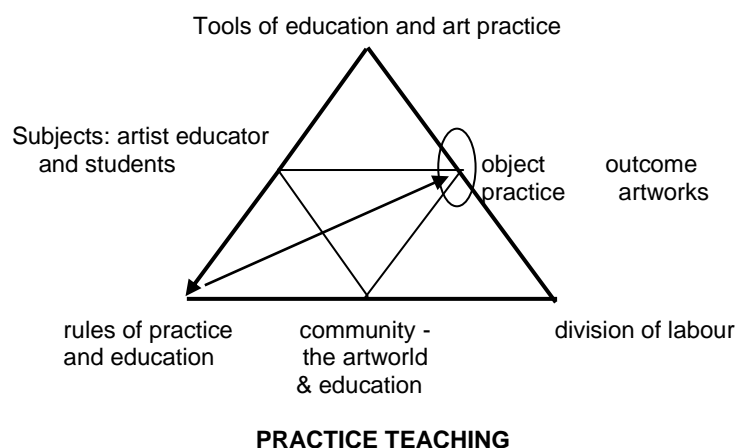 Tools of education and art practice
Subjects: artist educator
and students
object outcome
practice artworks
rules of practice
and education
community -
the artworld
& education
division of labour
PRACTICE TEACHING